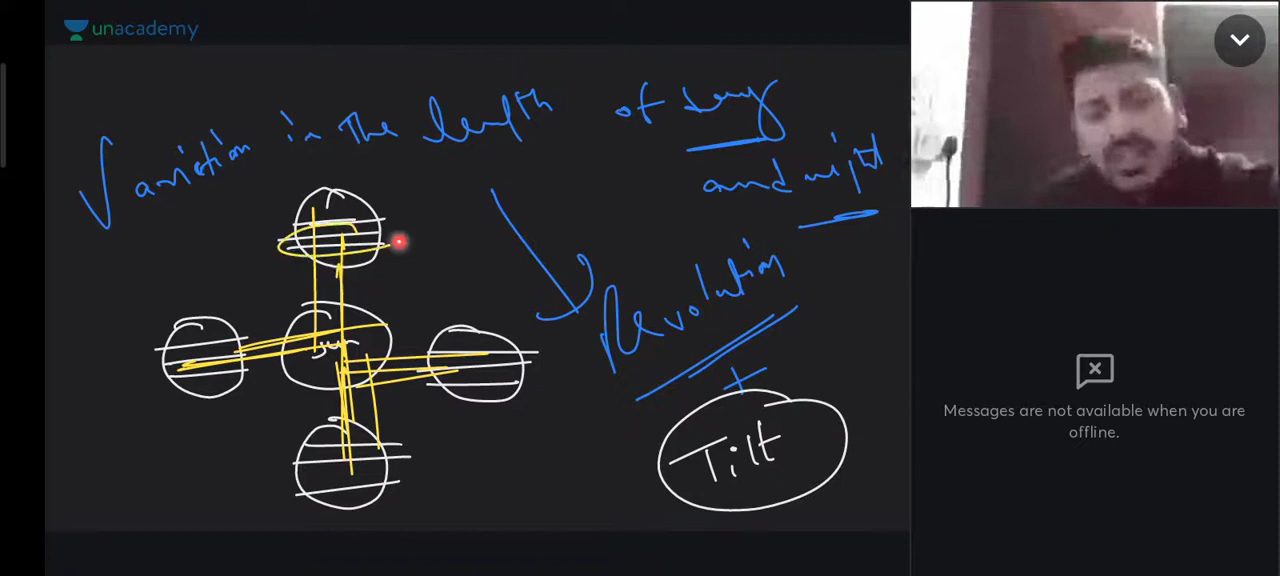 unacademy
Variation in the length of day
and night
Revolution
+
Tilt
Sun
Messages are not available when you are
offline.